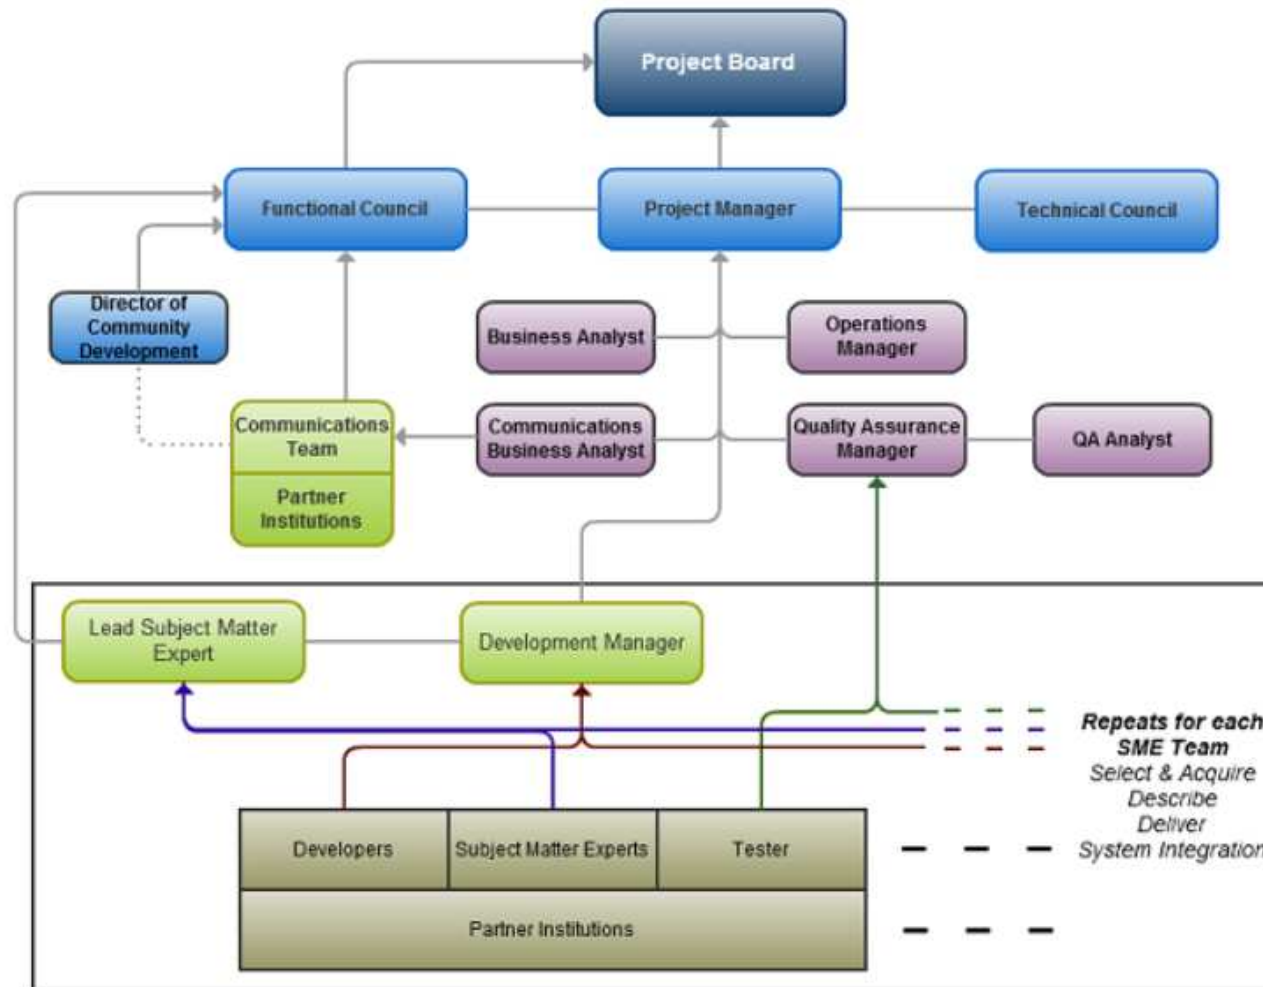 Project Board
Functional Council
Project Manager
Technical Council
Director of
Community
Development
Business Analyst
Operations
Manager
Communications
Team
Partner
Institutions
Communications
Business Analyst
Quality Assurance
Manager
QA Analyst
Lead Subject Matter
Expert
Development Manager
Repeats for each
SME Team
Select & Acquire
Describe
Deliver
System Integration
Developers
Subject Matter Experts
Tester
Partner Institutions